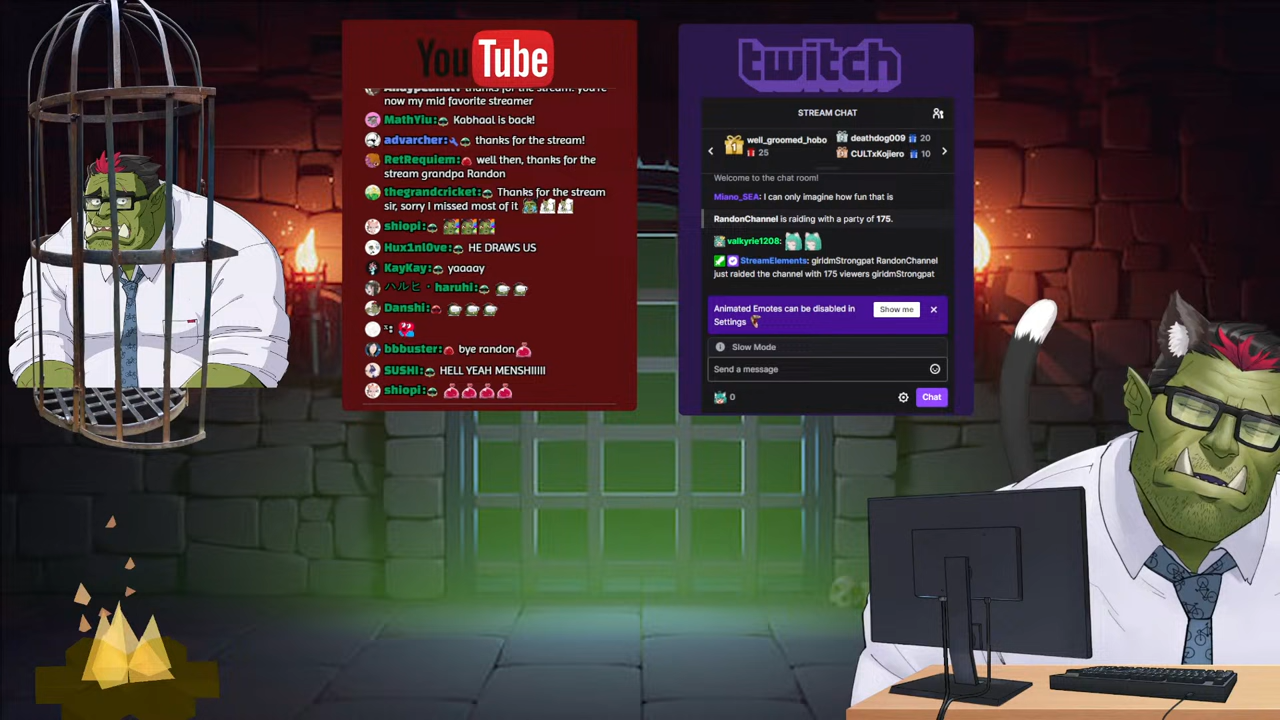 YouTube
AndyPeanut: thanks for the stream. you're
now my mid favorite streamer
MathYiu: Kabhaal is back!
advarcher: thanks for the stream!
RetRequiem: well then, thanks for the
stream grandpa Randon
thegrandcricket: Thanks for the stream
sir, sorry I missed most of it
shiopi:
Hux1nl0ve: HE DRAWS US
KayKay: yaaaay
ハルヒ・haruhi:
Danshi:
bbbuster: bye randon
SUSHI: HELL YEAH MENSHIIIII
shiopi:
twitch
STREAM CHAT
well_groomed_hobo
25
deathdog009 20
CULTxKojiero 10
Welcome to the chat room!
Miano_SEA: I can only imagine how fun that is
RandonChannel is raiding with a party of 175.
valkyrie1208:
StreamElements: girldmStrongpat RandonChannel
just raided the channel with 175 viewers girldmStrongpat
Animated Emotes can be disabled in
Settings
Show me
Slow Mode
Send a message
0
Chat